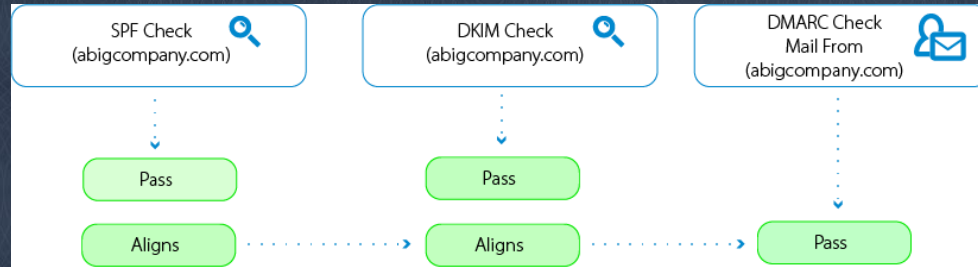 SPF Check
(abigcompany.com)
DKIM Check
(abigcompany.com)
DMARC Check
Mail From
(abigcompany.com)
Pass
Pass
Aligns
Aligns
Pass